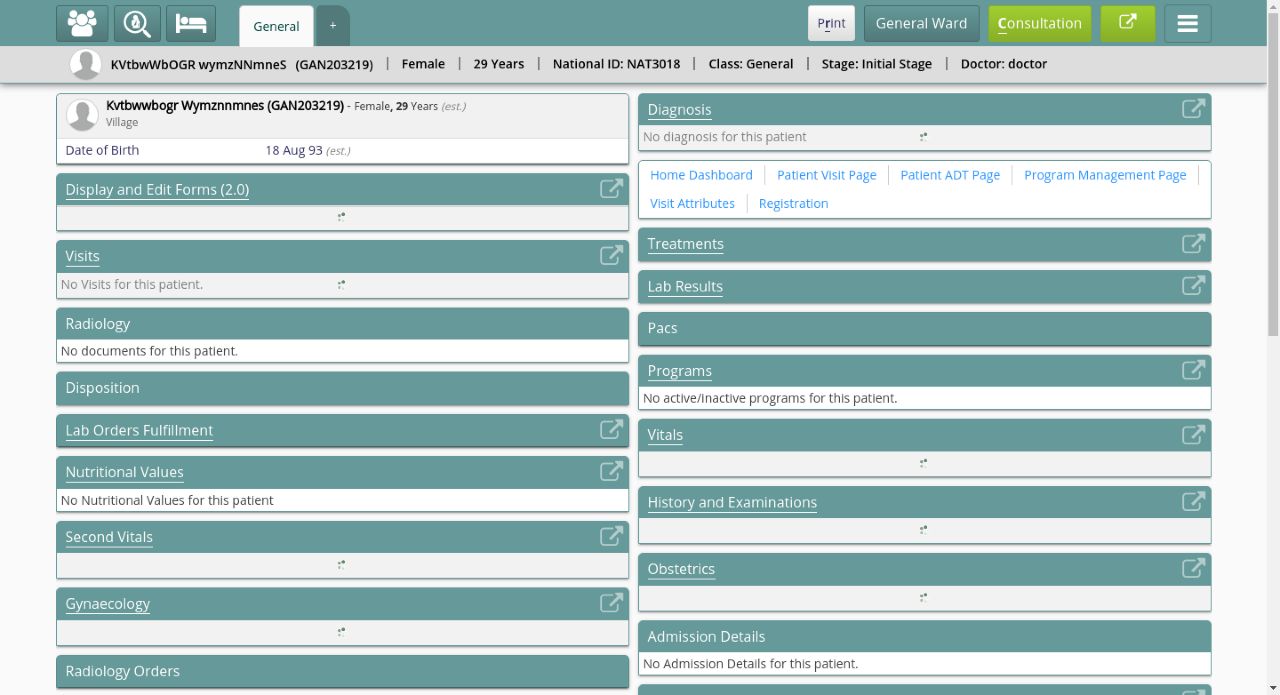 General
+
Print
General Ward
Consultation
KVtbwWbOGR wymzNNmneS (GAN203219) | Female | 29 Years | National ID: NAT3018 | Class: General | Stage: Initial Stage | Doctor: doctor
Kvtbwwbogr Wymznnmnes (GAN203219) - Female, 29 Years (est.)
Village
Date of Birth 18 Aug 93 (est.)
Display and Edit Forms (2.0)
Visits
No Visits for this patient.
Radiology
No documents for this patient.
Disposition
Lab Orders Fulfillment
Nutritional Values
No Nutritional Values for this patient
Second Vitals
Gynaecology
Radiology Orders
Diagnosis
No diagnosis for this patient
Home Dashboard Patient Visit Page Patient ADT Page Program Management Page
Visit Attributes Registration
Treatments
Lab Results
Pacs
Programs
No active/inactive programs for this patient.
Vitals
History and Examinations
Obstetrics
Admission Details
No Admission Details for this patient.